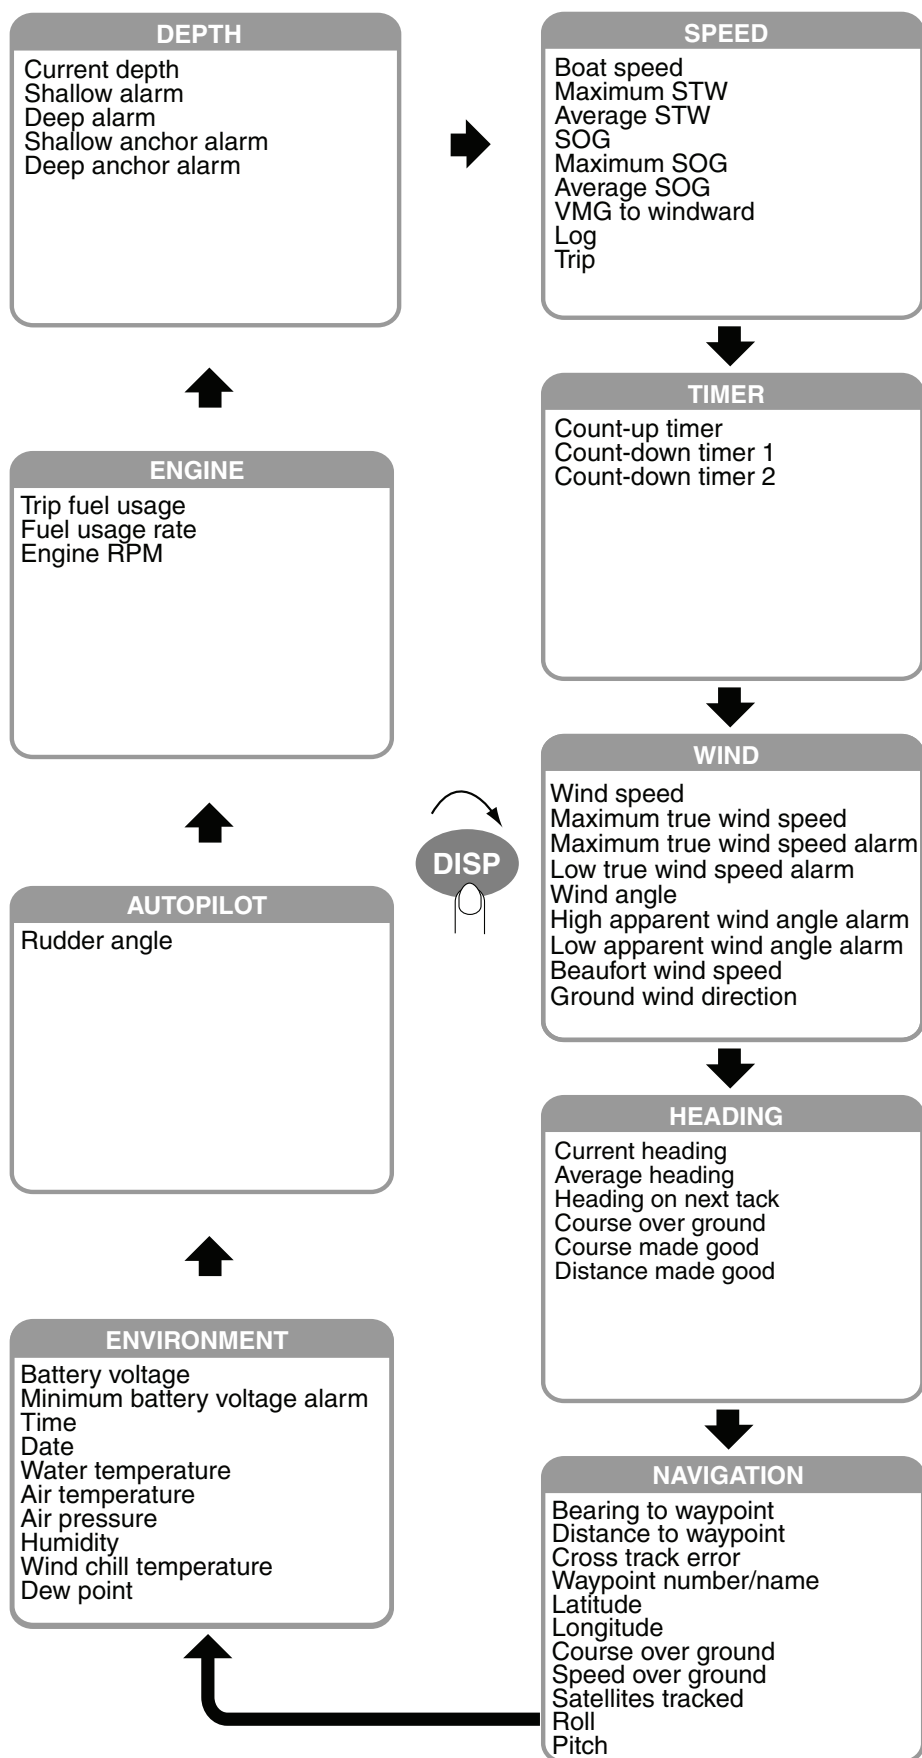 DEPTH
Current depth
Shallow alarm
Deep alarm
Shallow anchor alarm
Deep anchor alarm
SPEED
Boat speed
Maximum STW
Average STW
SOG
Maximum SOG
Average SOG
VMG to windward
Log
Trip
TIMER
Count-up timer
Count-down timer 1
Count-down timer 2
WIND
Wind speed
Maximum true wind speed
Maximum true wind speed alarm
Low true wind speed alarm
Wind angle
High apparent wind angle alarm
Low apparent wind angle alarm
Beaufort wind speed
Ground wind direction
HEADING
Current heading
Average heading
Heading on next tack
Course over ground
Course made good
Distance made good
NAVIGATION
Bearing to waypoint
Distance to waypoint
Cross track error
Waypoint number/name
Latitude
Longitude
Course over ground
Speed over ground
Satellites tracked
Roll
Pitch
ENVIRONMENT
Battery voltage
Minimum battery voltage alarm
Time
Date
Water temperature
Air temperature
Air pressure
Humidity
Wind chill temperature
Dew point
AUTOPILOT
Rudder angle
ENGINE
Trip fuel usage
Fuel usage rate
Engine RPM
DISP